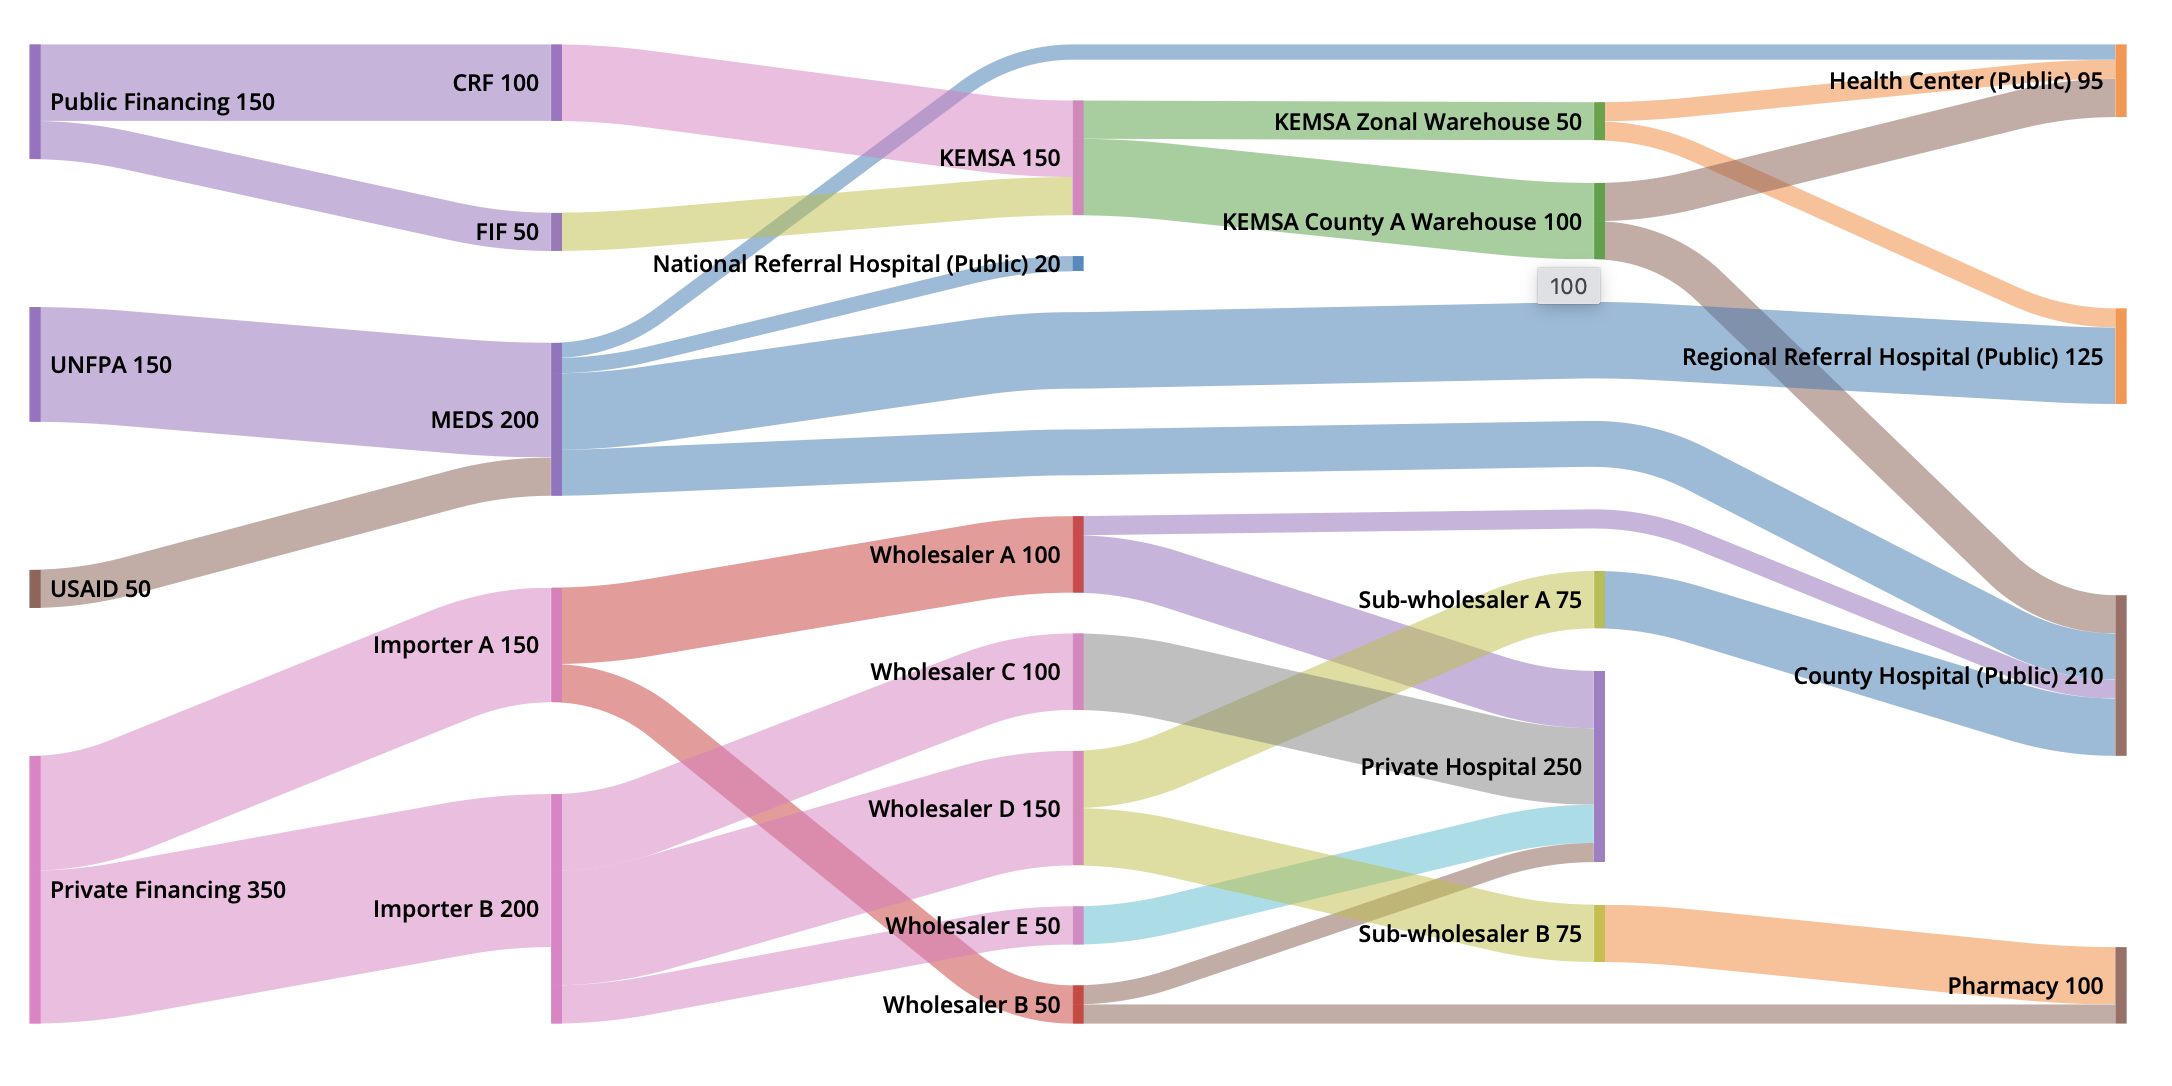 Public Financing 150
CRF 100
Health Center (Public) 95
KEMSA Zonal Warehouse 50
KEMSA 150
KEMSA County A Warehouse 100
FIF 50
National Referral Hospital (Public) 20
100
UNFPA 150
Regional Referral Hospital (Public) 125
MEDS 200
Wholesaler A 100
USAID 50
Sub-wholesaler A 75
Importer A 150
Wholesaler C 100
County Hospital (Public) 210
Private Hospital 250
Wholesaler D 150
Private Financing 350
Importer B 200
Wholesaler E 50
Sub-wholesaler B 75
Pharmacy 100
Wholesaler B 50